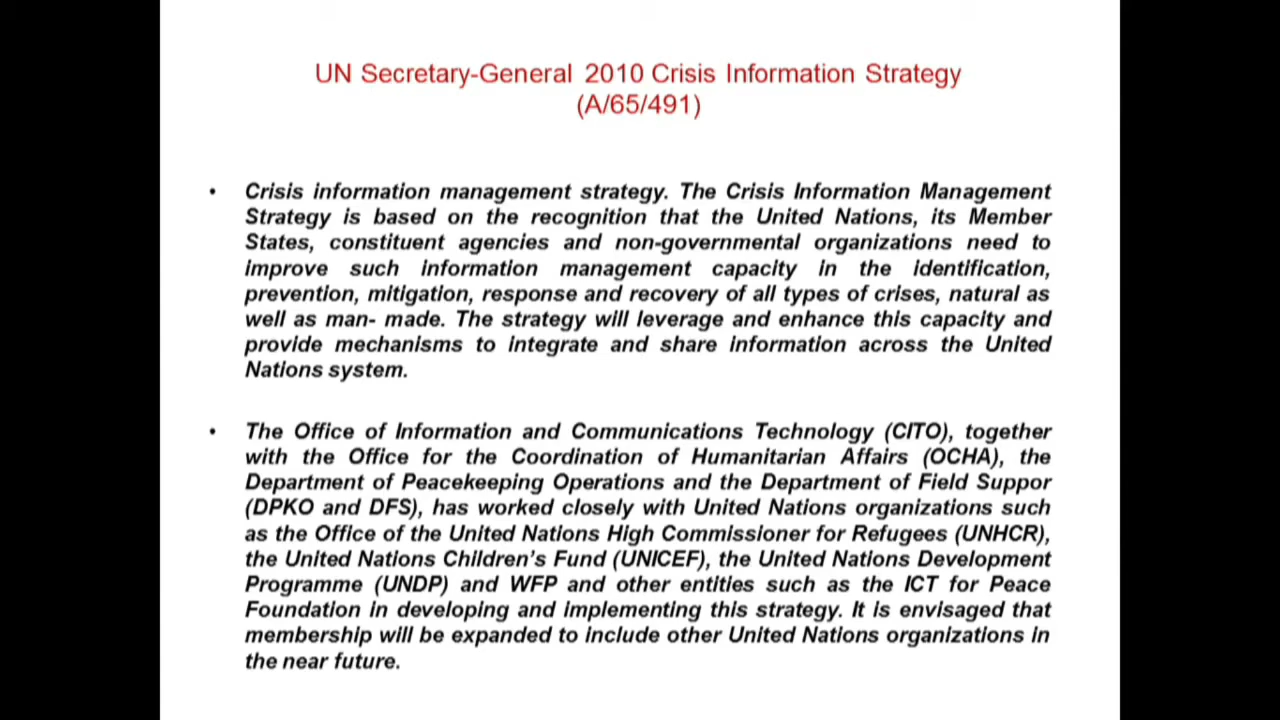 UN Secretary-General 2010 Crisis Information Strategy
(A/65/491)
• Crisis information management strategy. The Crisis Information Management
Strategy is based on the recognition that the United Nations, its Member
States, constituent agencies and non-governmental organizations need to
improve such information management capacity in the identification,
prevention, mitigation, response and recovery of all types of crises, natural as
well as man- made. The strategy will leverage and enhance this capacity and
provide mechanisms to integrate and share information across the United
Nations system.
• The Office of Information and Communications Technology (CITO), together
with the Office for the Coordination of Humanitarian Affairs (OCHA), the
Department of Peacekeeping Operations and the Department of Field Suppor
(DPKO and DFS), has worked closely with United Nations organizations such
as the Office of the United Nations High Commissioner for Refugees (UNHCR),
the United Nations Children's Fund (UNICEF), the United Nations Development
Programme (UNDP) and WFP and other entities such as the ICT for Peace
Foundation in developing and implementing this strategy. It is envisaged that
membership will be expanded to include other United Nations organizations in
the near future.